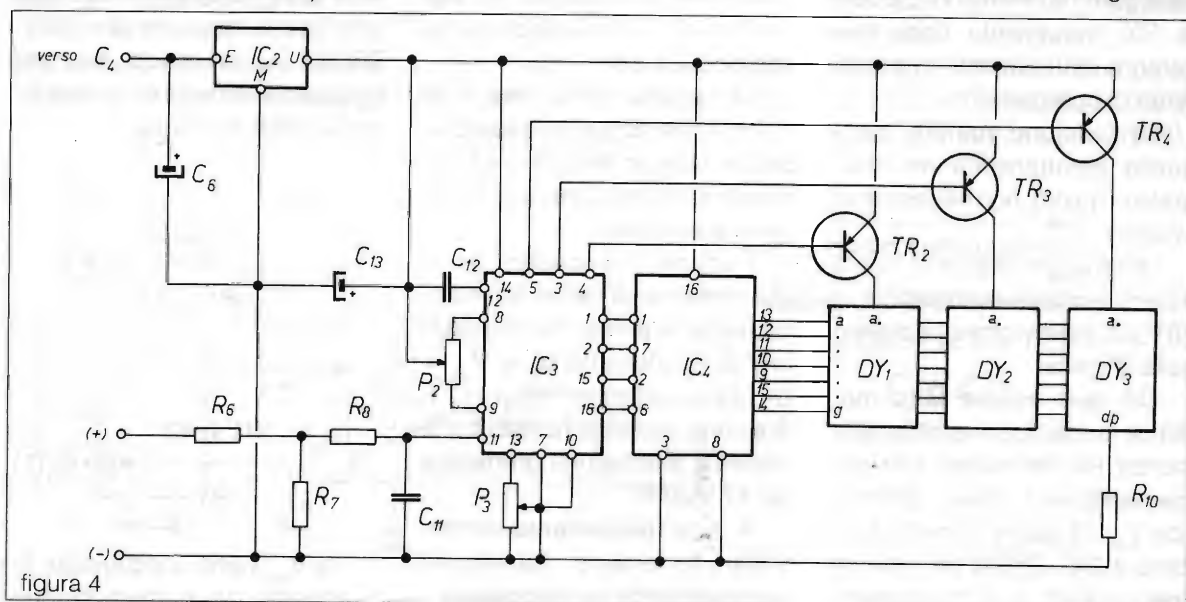 verso C4
E IC2 U
M
C6
C13
C12
14 5 3 4
12
8
P2
9
IC3
1
2
15
16
11
13 7 10
P3
16
1
7
2
6
IC4
13
12
11
10
9
15
14
3 8
TR2
TR3
TR4
a a.
.
.
.
.
.
g
DY1
a.
DY2
a.
DY3
dp
R10
(+)
R6
R8
R7
C11
(-)
figura 4